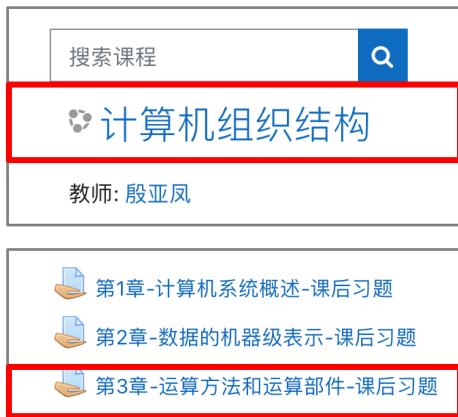 搜索课程
计算机组织结构
教师: 殷亚凤
第1章-计算机系统概述-课后习题
第2章-数据的机器级表示-课后习题
第3章-运算方法和运算部件-课后习题